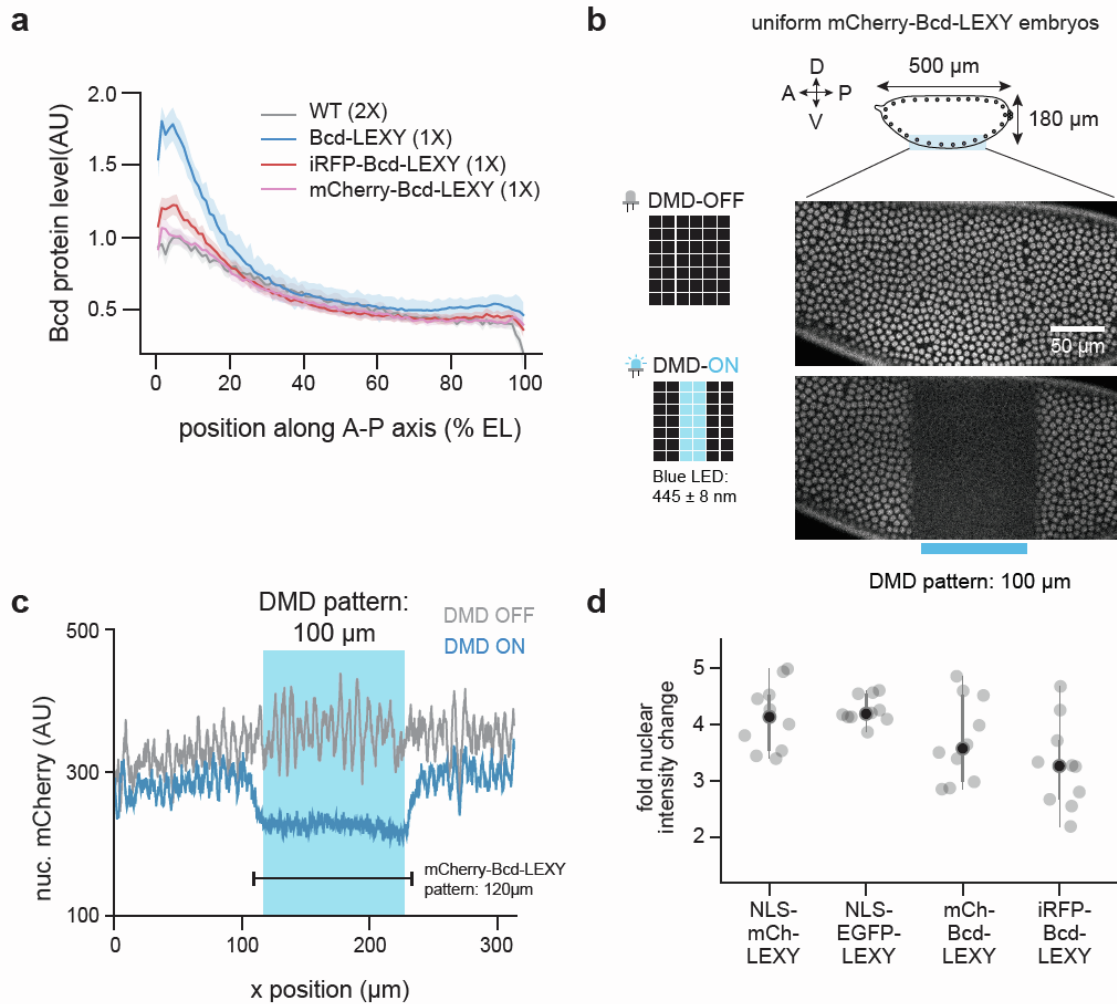 a
2.0
1.5
1.0
0.5
Bcd protein level(AU)
WT (2X)
Bcd-LEXY (1X)
iRFP-Bcd-LEXY (1X)
mCherry-Bcd-LEXY (1X)
0
20
40
60
80
100
position along A-P axis (% EL)
b
uniform mCherry-Bcd-LEXY embryos
D
A
P
V
500 µm
180 µm
DMD-OFF
50 µm
DMD-ON
Blue LED:
445 ± 8 nm
DMD pattern: 100 µm
c
DMD pattern:
100 µm
DMD OFF
DMD ON
500
300
100
nuc. mCherry (AU)
mCherry-Bcd-LEXY
pattern: 120µm
0
100
200
300
x position (µm)
d
5
4
3
2
fold nuclear
intensity change
NLS-
mCh-
LEXY
NLS-
EGFP-
LEXY
mCh-
Bcd-
LEXY
iRFP-
Bcd-
LEXY